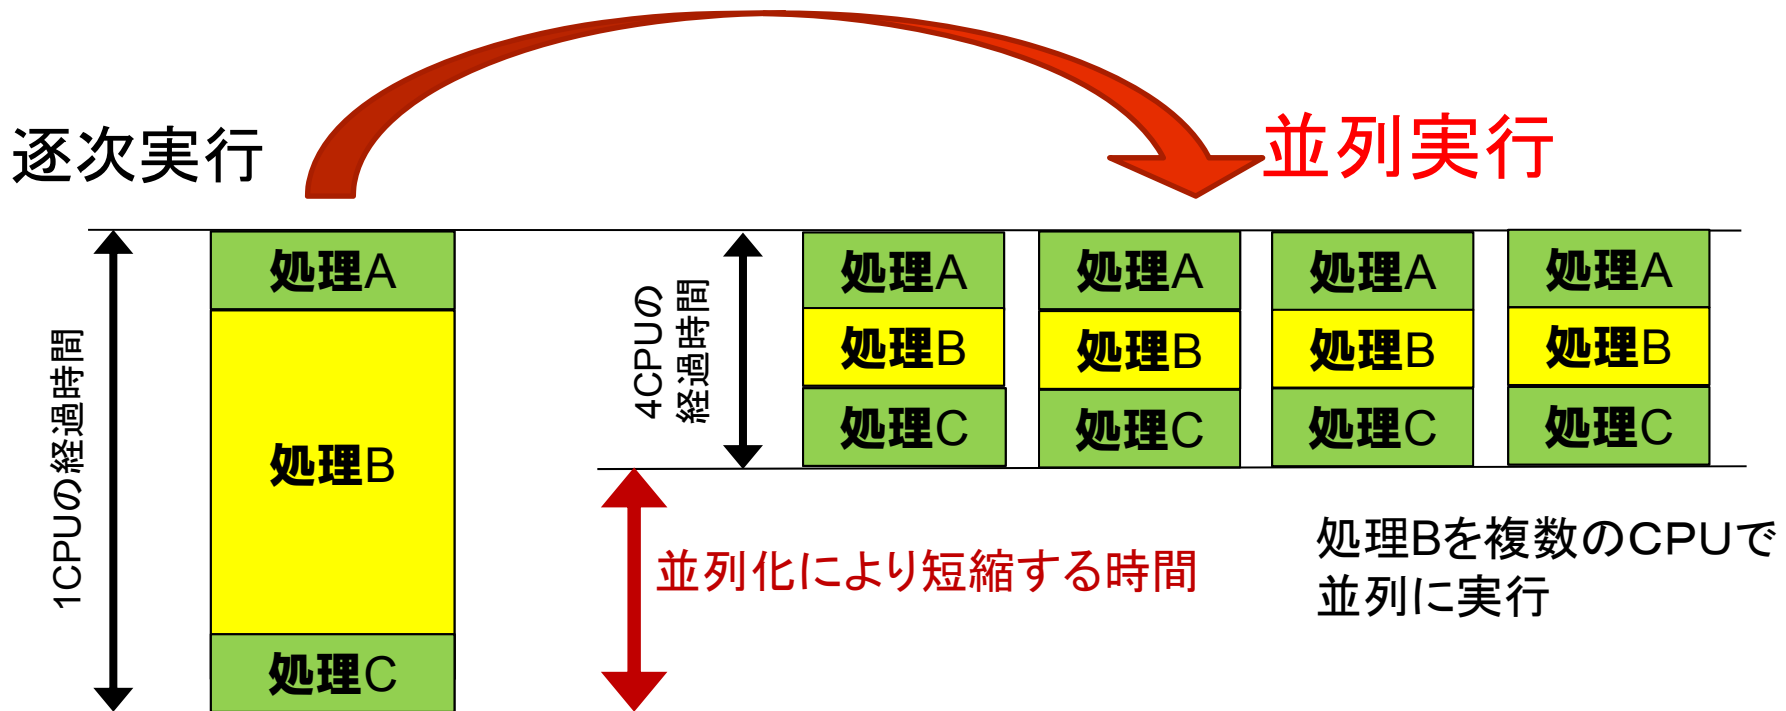 逐次実行
並列実行
1CPUの経過時間
処理A
処理B
処理C
4CPUの
経過時間
処理A
処理B
処理C
処理A
処理B
処理C
処理A
処理B
処理C
処理A
処理B
処理C
並列化により短縮する時間
処理Bを複数のCPUで
並列に実行